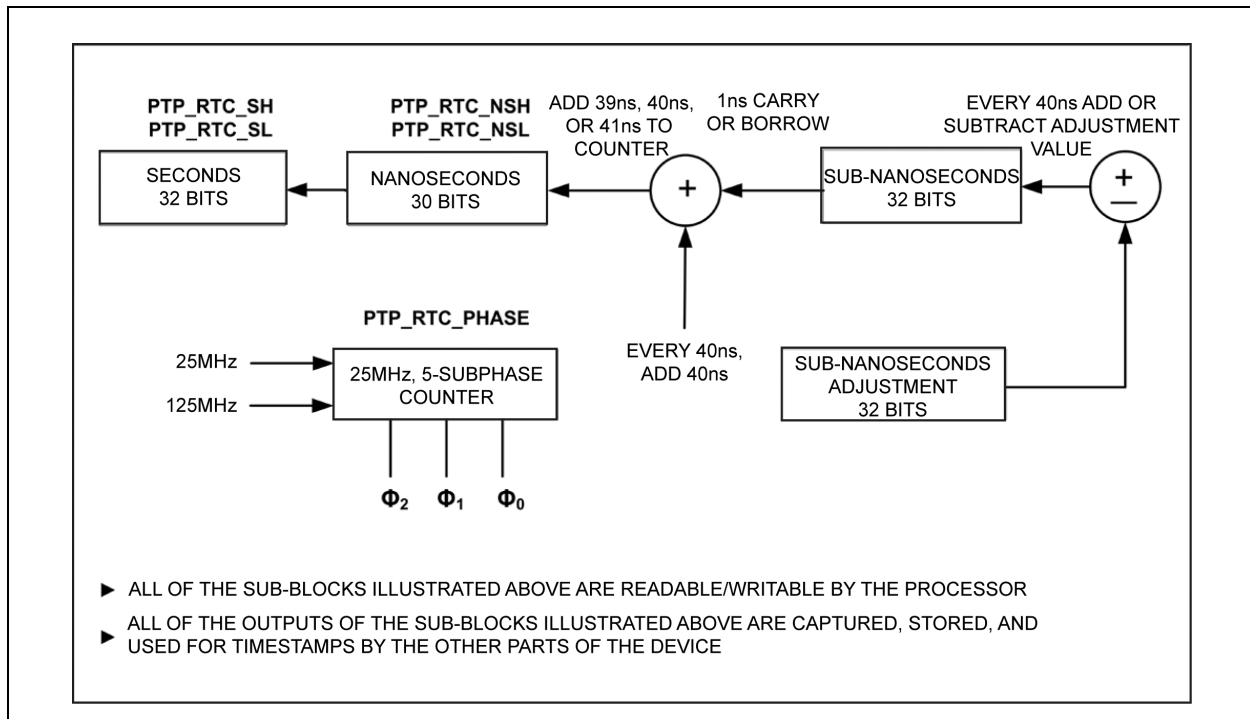 PTP_RTC_SH
PTP_RTC_SL
SECONDS
32 BITS
PTP_RTC_NSH
PTP_RTC_NSL
NANOSECONDS
30 BITS
ADD 39ns, 40ns,
OR 41ns TO
COUNTER
+
1ns CARRY
OR BORROW
SUB-NANOSECONDS
32 BITS
EVERY 40ns ADD OR
SUBTRACT ADJUSTMENT
VALUE
+
−
PTP_RTC_PHASE
25MHz
125MHz
25MHz, 5-SUBPHASE
COUNTER
Φ2 Φ1 Φ0
EVERY 40ns,
ADD 40ns
SUB-NANOSECONDS
ADJUSTMENT
32 BITS
► ALL OF THE SUB-BLOCKS ILLUSTRATED ABOVE ARE READABLE/WRITABLE BY THE PROCESSOR
► ALL OF THE OUTPUTS OF THE SUB-BLOCKS ILLUSTRATED ABOVE ARE CAPTURED, STORED, AND
USED FOR TIMESTAMPS BY THE OTHER PARTS OF THE DEVICE